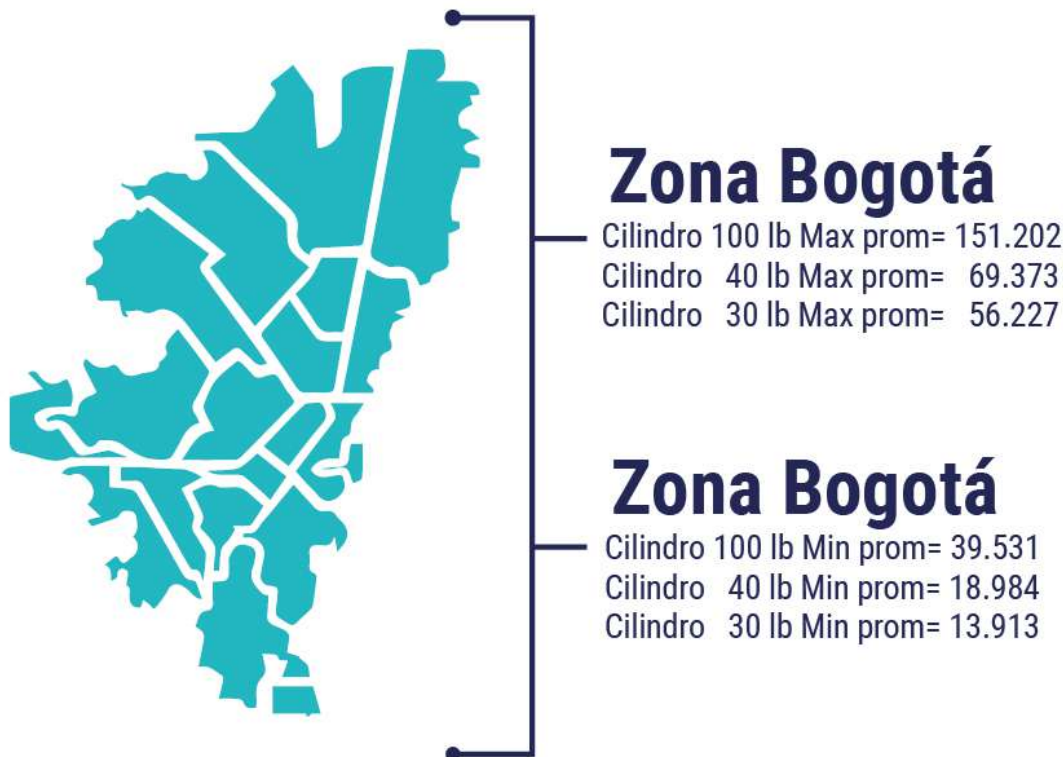 Zona Bogotá
Cilindro 100 lb Max prom= 151.202
Cilindro 40 lb Max prom= 69.373
Cilindro 30 lb Max prom= 56.227
Zona Bogotá
Cilindro 100 lb Min prom= 39.531
Cilindro 40 lb Min prom= 18.984
Cilindro 30 lb Min prom= 13.913